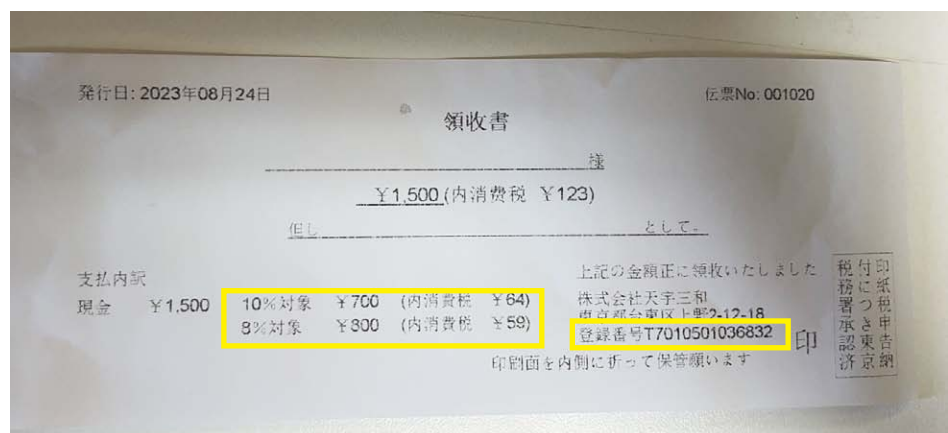 発行日: 2023年08月24日
伝票No: 001020
領収書
様
¥1,500 (内消費税 ¥123)
但し
として。
支払内訳
現金 ¥1,500
10%対象 ¥700 (内消費税 ¥64)
8%対象 ¥800 (内消費税 ¥59)
上記の金額正に領収いたしました
株式会社天宇三和
東京都台東区上野2-12-18
登録番号T7010501036832
印
印刷面を内側に折って保管願います
印紙税申告納
付につき東京
税務署承認済